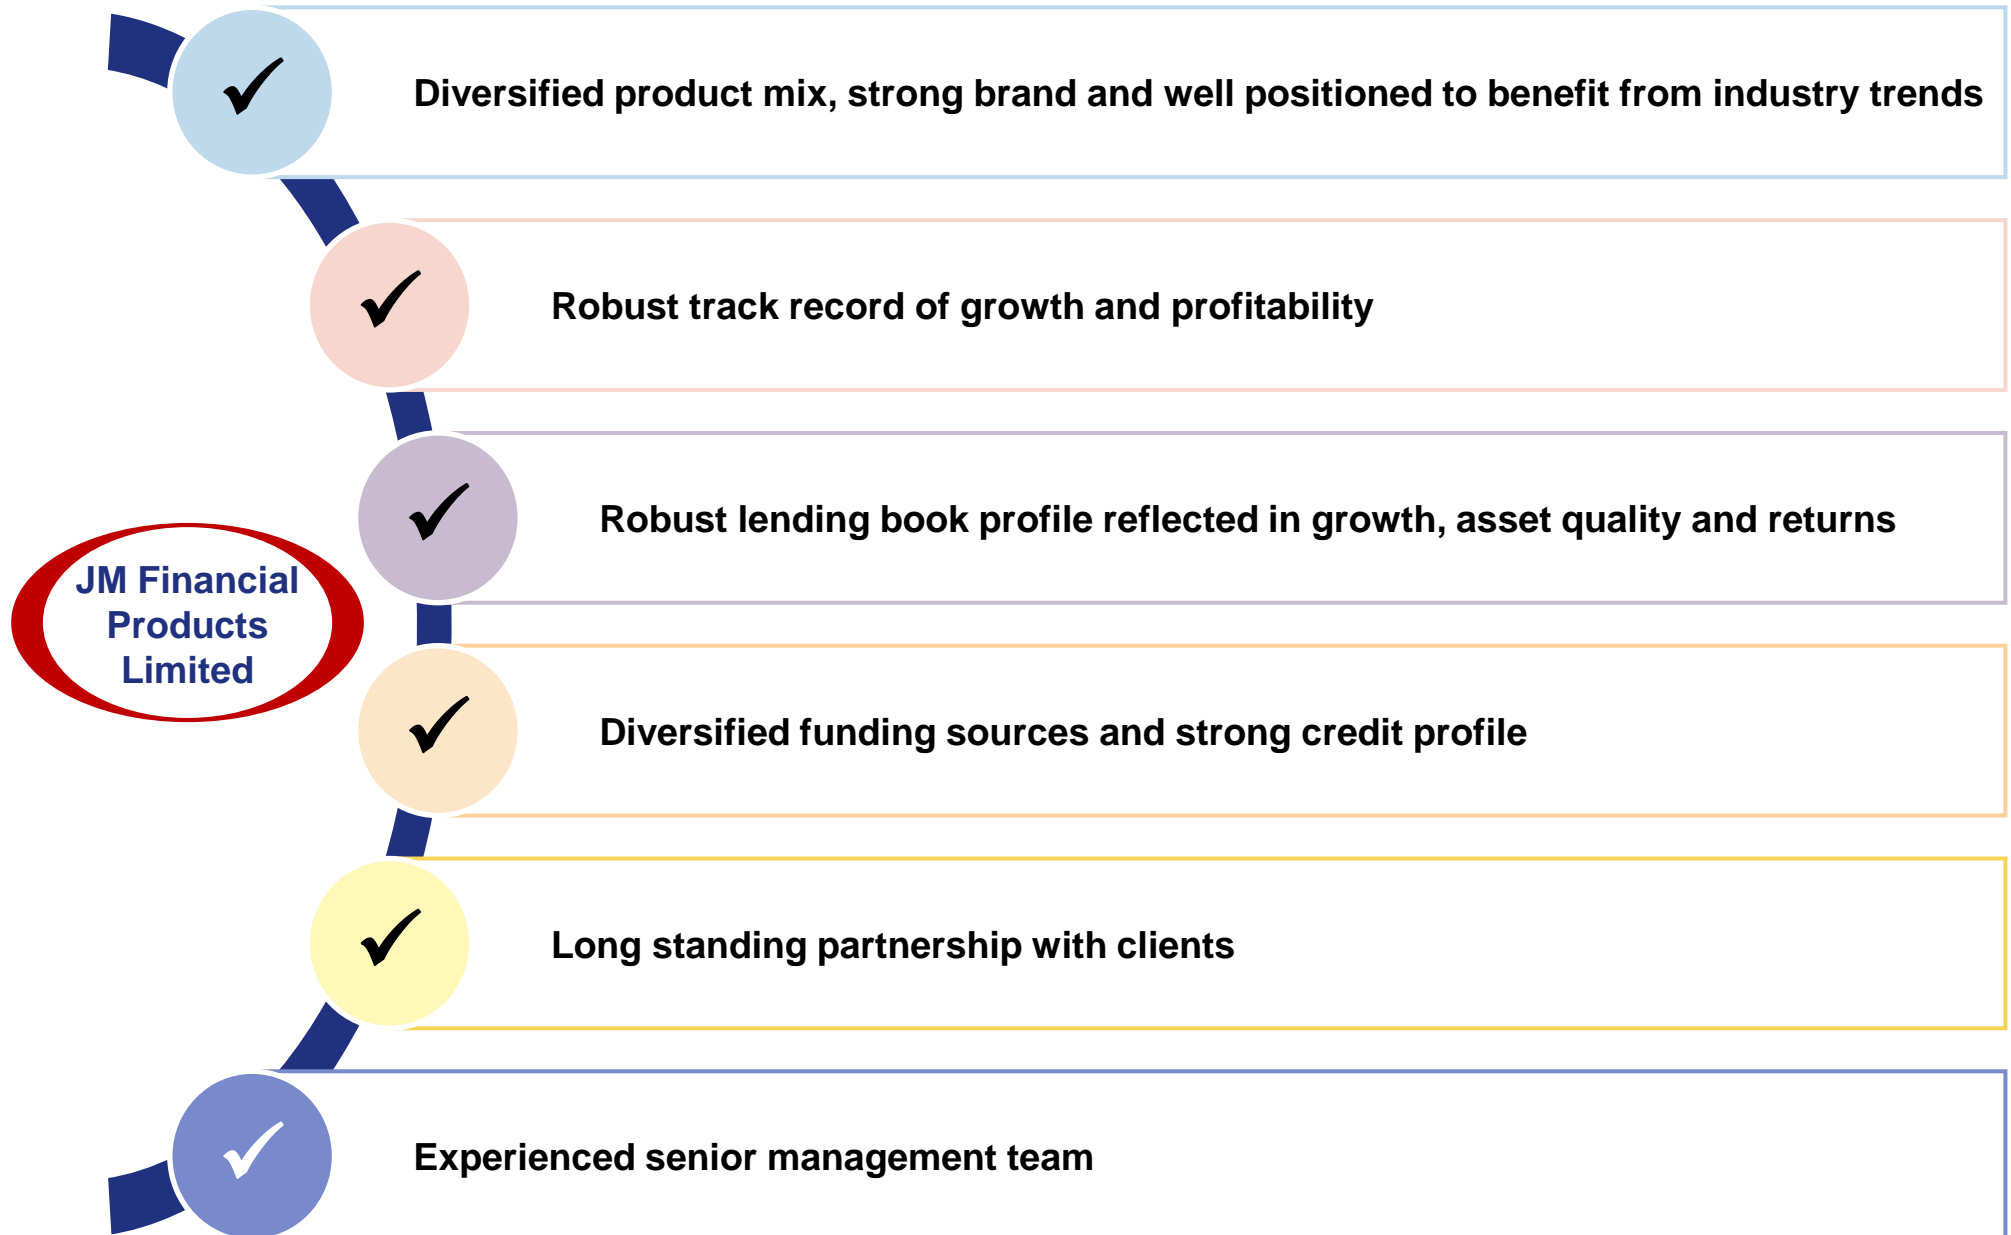 Diversified product mix, strong brand and well positioned to benefit from industry trends
Robust track record of growth and profitability
Robust lending book profile reflected in growth, asset quality and returns
JM Financial
Products
Limited
Diversified funding sources and strong credit profile
Long standing partnership with clients
Experienced senior management team